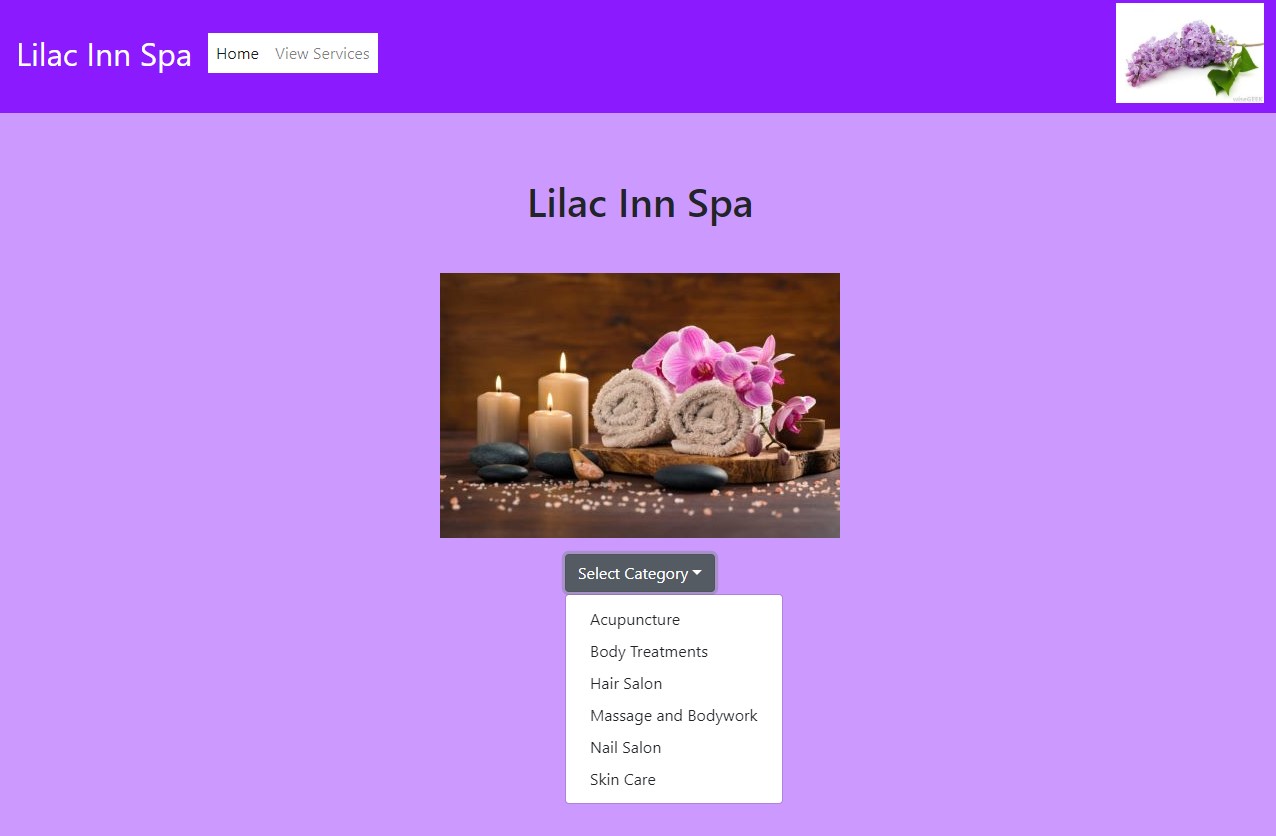 Lilac Inn Spa
Home View Services
Lilac Inn Spa
Select Category
Acupuncture
Body Treatments
Hair Salon
Massage and Bodywork
Nail Salon
Skin Care